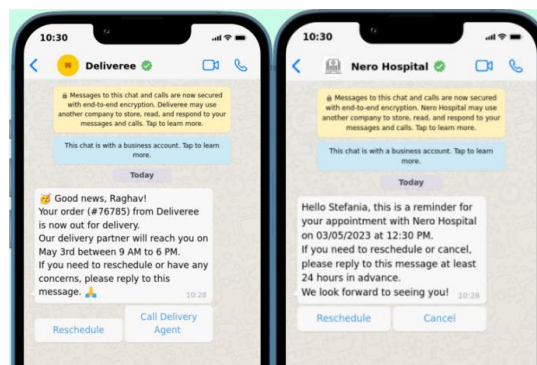 10:30
Deliveree
Messages to this chat and calls are now secured
with end-to-end encryption. Deliveree may use
another company to store, read, and respond to your
messages and calls. Tap to learn more.
This chat is with a business account. Tap to learn
more.
Today
🥳 Good news, Raghav!
Your order (#76785) from Deliveree
is now out for delivery.
Our delivery partner will reach you on
May 3rd between 9 AM to 6 PM.
If you need to reschedule or have any
concerns, please reply to this
message. 🙏
10:28
Reschedule
Call Delivery
Agent
10:30
Nero Hospital
Messages to this chat and calls are now secured
with end-to-end encryption. Nero Hospital may use
another company to store, read, and respond to your
messages and calls. Tap to learn more.
This chat is with a business account. Tap to learn
more.
Today
Hello Stefania, this is a reminder for
your appointment with Nero Hospital
on 03/05/2023 at 12:30 PM.
If you need to reschedule or cancel,
please reply to this message at least
24 hours in advance.
We look forward to seeing you!
10:28
Reschedule
Cancel